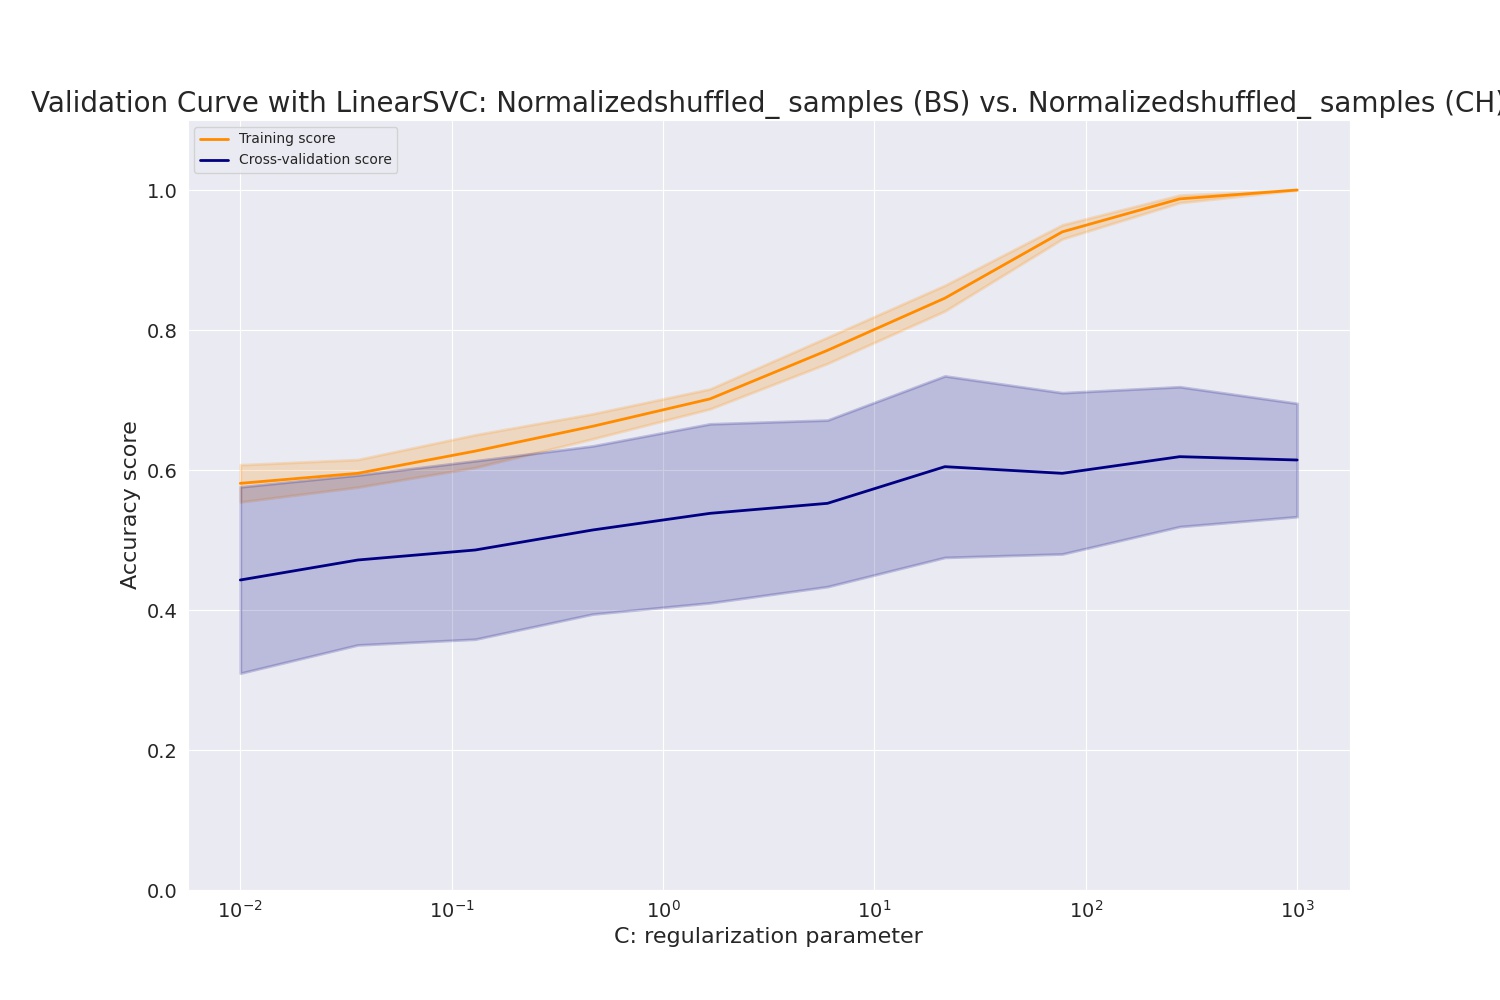 Validation Curve with LinearSVC: Normalizedshuffled_ samples (BS) vs. Normalizedshuffled_ samples (CH)
Training score
Cross-validation score
1.0
0.8
0.6
0.4
0.2
0.0
Accuracy score
10⁻² 10⁻¹ 10⁰ 10¹ 10² 10³
C: regularization parameter